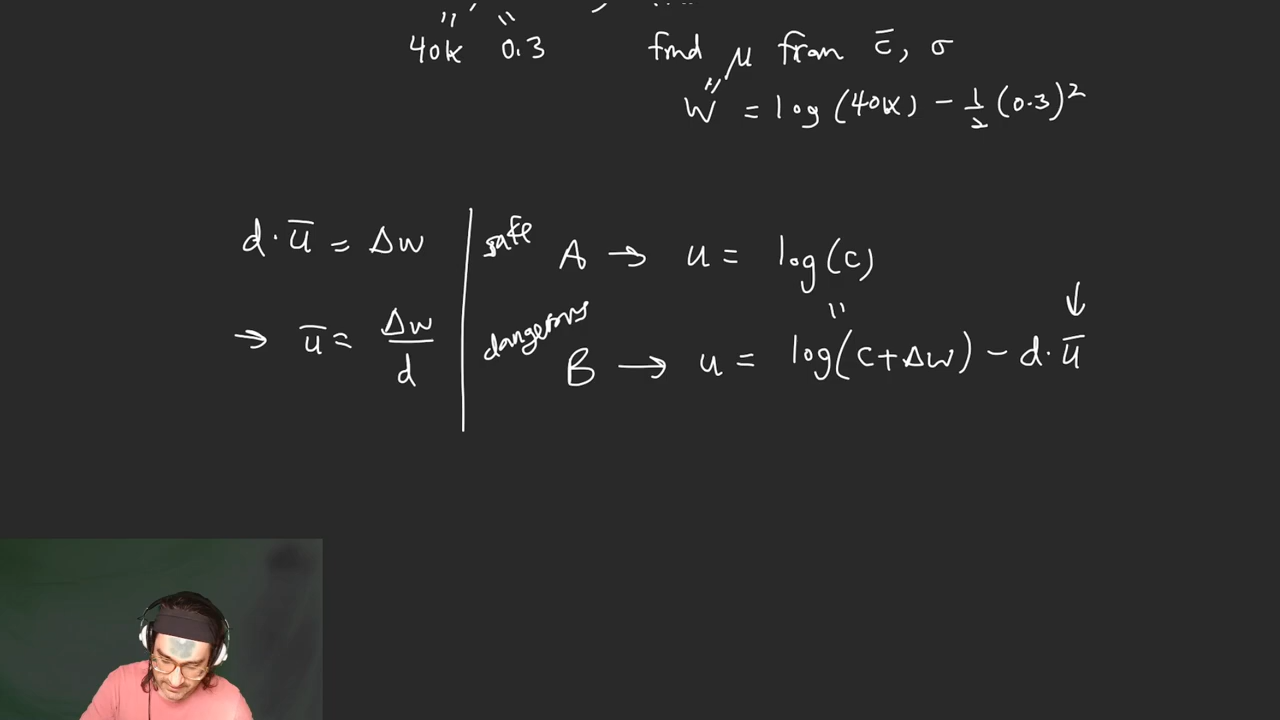 40k 0.3 find μ from c̄, σ
W = log(40k) − ½(0.3)²
d·ū = Δw
⇒ ū = Δw/d
safe A → u = log(c)
dangerous B → u = log(c+Δw) − d·ū